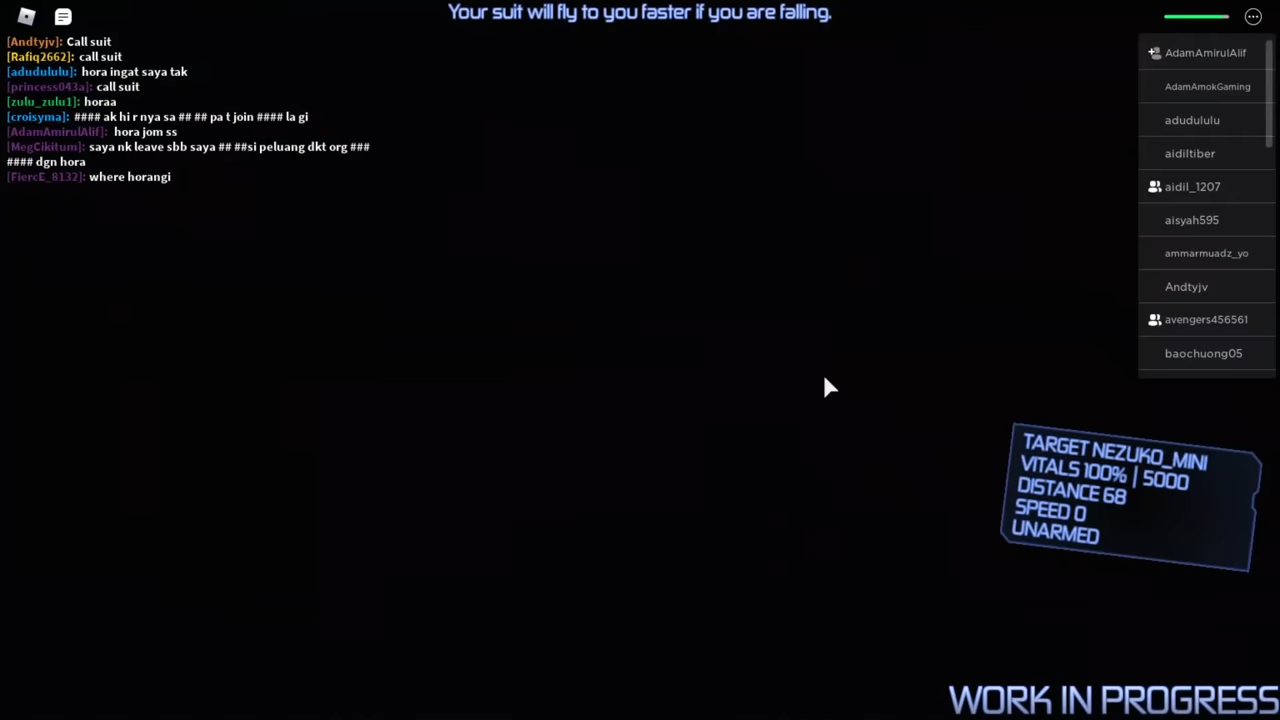 Your suit will fly to you faster if you are falling.
[Andtyjv]: Call suit
[Rafiq2662]: call suit
[adudululu]: hora ingat saya tak
[princess043a]: call suit
[zulu_zulu1]: horaa
[croisyma]: #### ak hi r nya sa ## ## pa t join #### la gi
[AdamAmirulAlif]: hora jom ss
[MegCikitum]: saya nk leave sbb saya ## ##si peluang dkt org ###
#### dgn hora
[FiercE_8132]: where horangi
AdamAmirulAlif
AdamAmokGaming
adudululu
aidiltiber
aidil_1207
aisyah595
ammarmuadz_yo
Andtyjv
avengers456561
baochuong05
TARGET NEZUKO_MINI
VITALS 100% | 5000
DISTANCE 68
SPEED 0
UNARMED
WORK IN PROGRESS